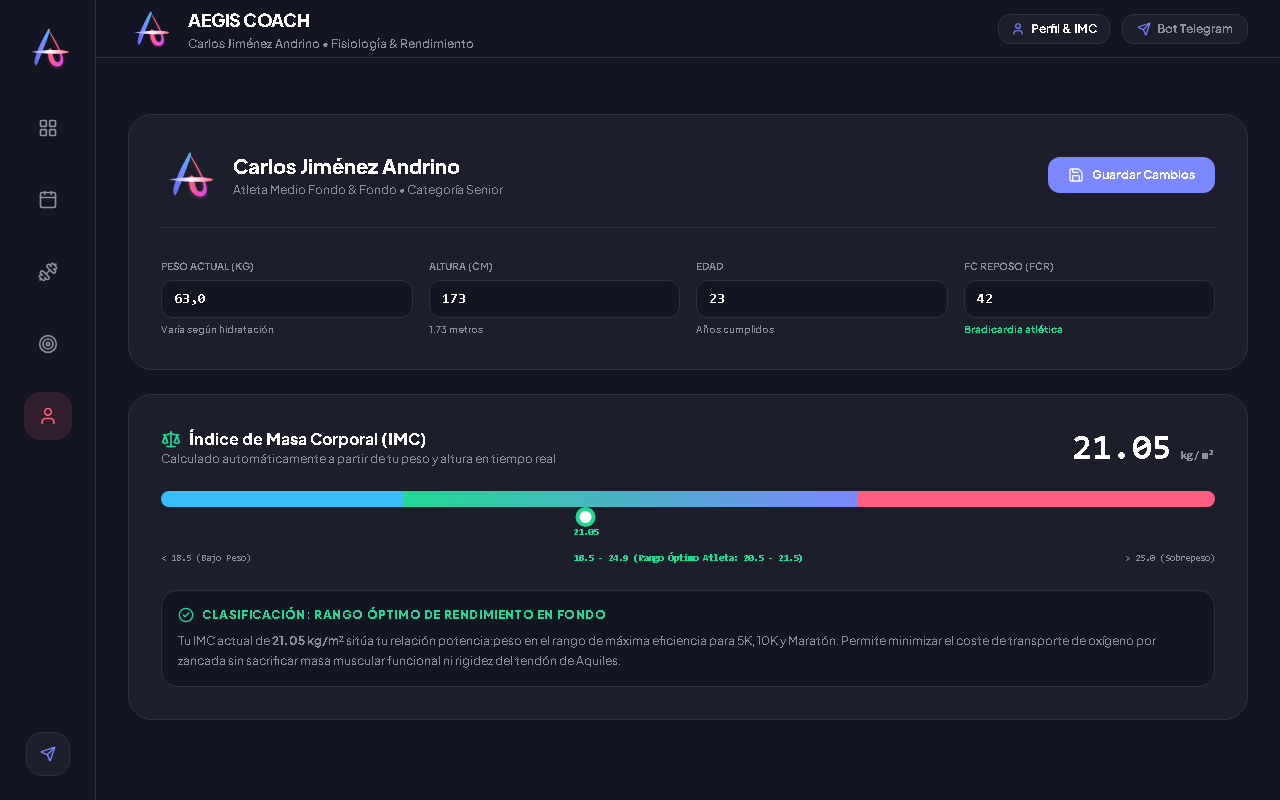 AEGIS COACH
Carlos Jiménez Andrino • Fisiología & Rendimiento
Perfil & IMC
Bot Telegram
Carlos Jiménez Andrino
Atleta Medio Fondo & Fondo • Categoría Senior
Guardar Cambios
PESO ACTUAL (KG)
ALTURA (CM)
EDAD
FC REPOSO (FCR)
63,0
173
23
42
Varía según hidratación
1.73 metros
Años cumplidos
Bradicardia atlética
Índice de Masa Corporal (IMC)
Calculado automáticamente a partir de tu peso y altura en tiempo real
21.05 kg/m²
21.05
< 18.5 (Bajo Peso)
18.5 - 24.9 (Rango Óptimo Atleta: 20.5 - 21.5)
> 25.0 (Sobrepeso)
CLASIFICACIÓN: RANGO ÓPTIMO DE RENDIMIENTO EN FONDO
Tu IMC actual de 21.05 kg/m² sitúa tu relación potencia:peso en el rango de máxima eficiencia para 5K, 10K y Maratón. Permite minimizar el coste de transporte de oxígeno por
zancada sin sacrificar masa muscular funcional ni rigidez del tendón de Aquiles.